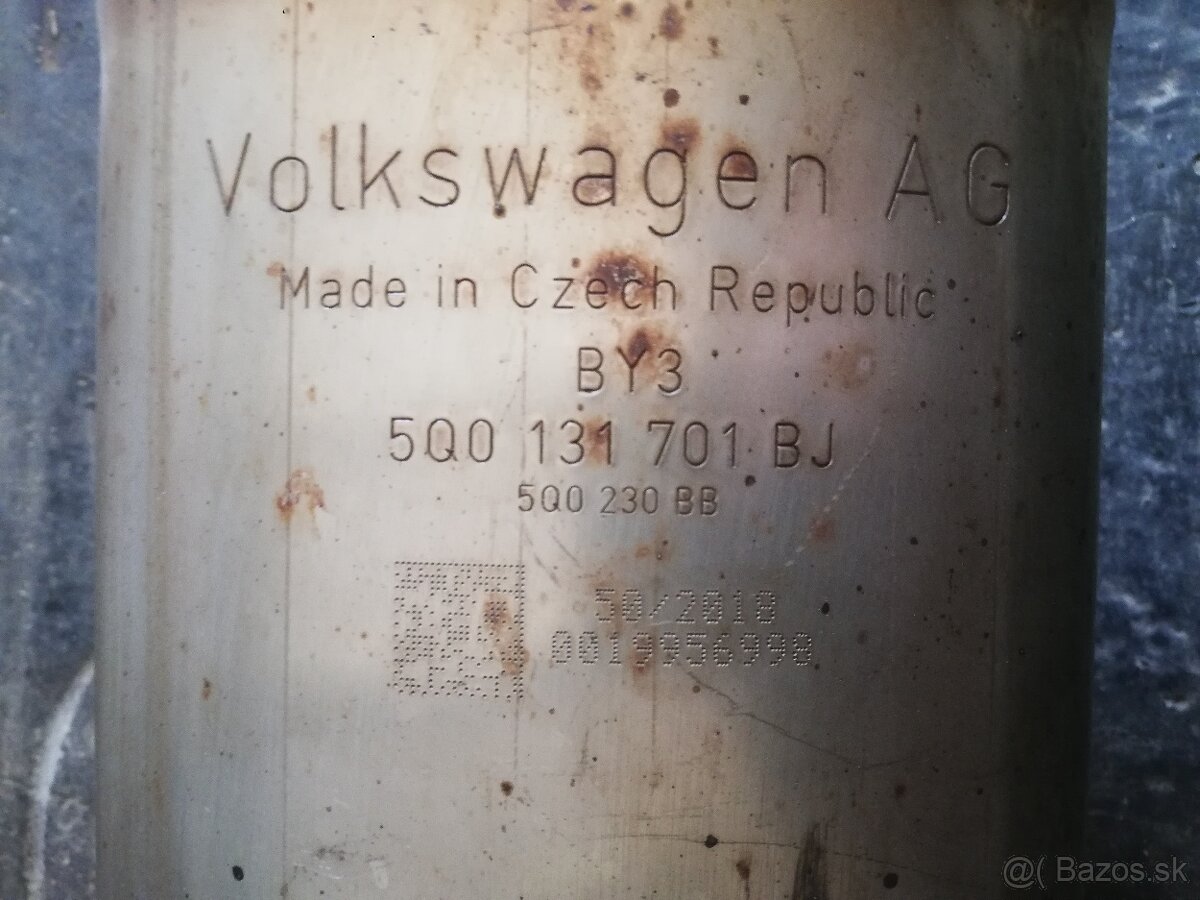 Volkswagen AG
Made in Czech Republic
BY3
5Q0 131 701 BJ
5Q0 230 BB
50/2018
0019956998
@( Bazos.sk